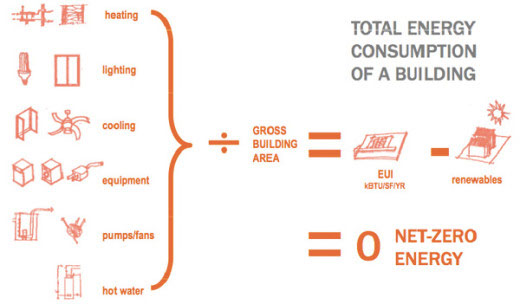 heating
lighting
cooling
equipment
pumps/fans
hot water
÷
GROSS
BUILDING
AREA
=
TOTAL ENERGY
CONSUMPTION
OF A BUILDING
EUI
kBTU/SF/YR
-
renewables
= 0 NET-ZERO
ENERGY